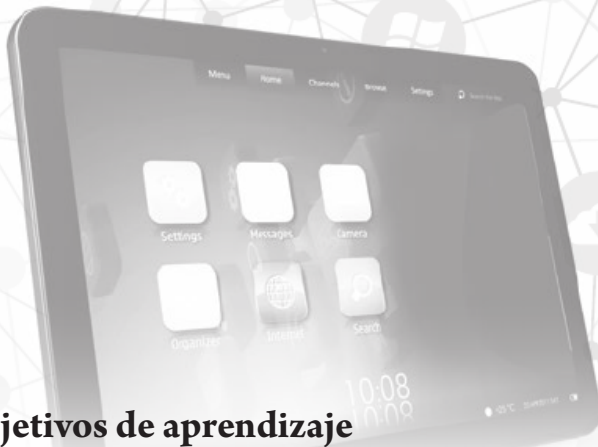 Menu Home Channels Browse Settings
Settings Messages Camera
Organizer Internet Search
10:08
jetivos de aprendizaje